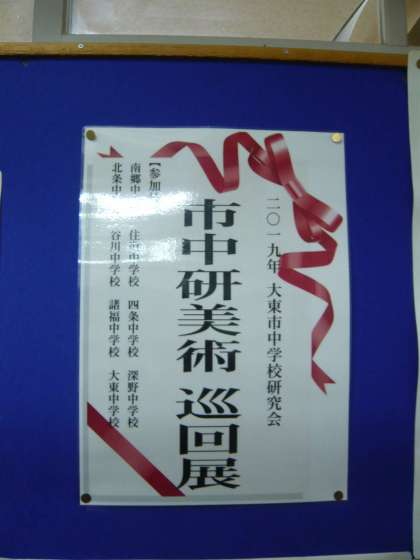 二〇一九年 大東市中学校研究会
市中研美術 巡回展
【参加
南郷中 住 中学校 四条中学校 深野中学校
北条中 谷川中学校 諸福中学校 大東中学校